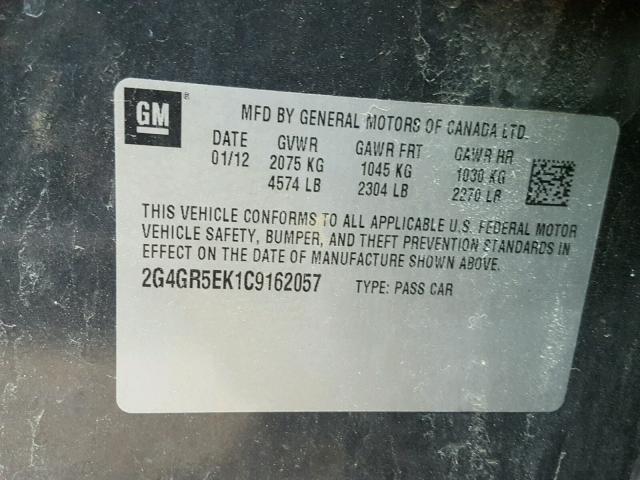 GM ®
MFD BY GENERAL MOTORS OF CANADA LTD.
DATE GVWR GAWR FRT GAWR RR
01/12 2075 KG 1045 KG 1030 KG
4574 LB 2304 LB 2270 LB
THIS VEHICLE CONFORMS TO ALL APPLICABLE U.S. FEDERAL MOTOR
VEHICLE SAFETY, BUMPER, AND THEFT PREVENTION STANDARDS IN
EFFECT ON THE DATE OF MANUFACTURE SHOWN ABOVE.
2G4GR5EK1C9162057 TYPE: PASS CAR